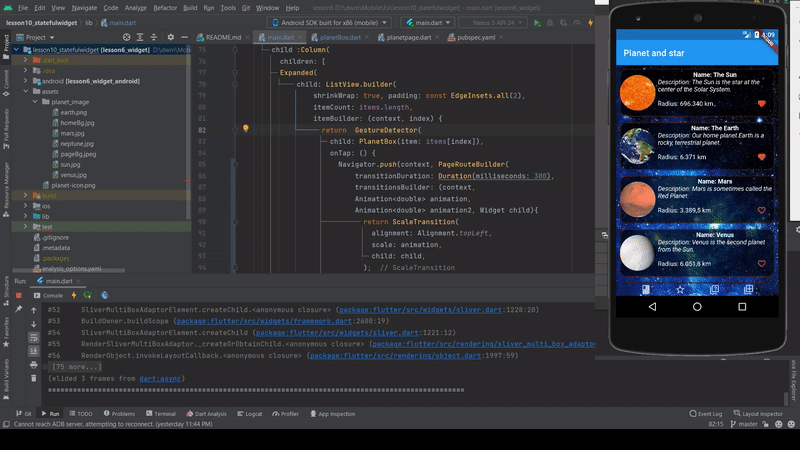 File Edit View Navigate Code Analyze Refactor Build Run Tools Git Window Help
lesson10_statefulwidget lib main.dart
Android SDK built for x86 (mobile) main.dart Nexus 3 API 24
Project
README.md main.dart planetBox.dart planetpage.dart pubspec.yaml
lesson10_statefulwidget [lesson6_widget]
.dart_tool
.idea
android [lesson6_widget_android]
assets
planet_image
earth.png
homeBg.jpg
mars.jpg
neptune.jpg
pageBg.jpeg
sun.jpg
venus.jpg
planet-icon.png
build
ios
lib
test
.gitignore
.metadata
.packages
analysis_options.yaml
Project
Commit
Pull Requests
Resource Manager
Structure
Favorites
Build Variants
75
76 child :Column(
77 children: [
78 Expanded(
79 child: ListView.builder(
shrinkWrap: true, padding: const EdgeInsets.all(2),
80 itemCount: items.length,
81 itemBuilder: (context, index) {
82 return GestureDetector(
83 child: PlanetBox(item: items[index]),
84 onTap: () {
85 Navigator.push(context, PageRouteBuilder(
86 transitionDuration: Duration(milliseconds: 300),
87 transitionsBuilder: (context,
88 Animation<double> animation,
89 Animation<double> animation2, Widget child){
90 return ScaleTransition(
91 alignment: Alignment.topLeft,
92 scale: animation,
93 child: child,
94 ); // ScaleTransition
4:09
Planet and star
Name: The Sun
Description: The Sun is the star at the
center of the Solar System.
Radius: 696.340 km.
Name: The Earth
Description: Our home planet Earth is a
rocky, terrestrial planet.
Radius: 6.371 km
Name: Mars
Description: Mars is sometimes called the
Red Planet.
Radius: 3.389,5 km
Name: Venus
Description: Venus is the second planet
from the Sun.
Radius: 6.051,8 km
Run: main.dart
Console
#52 SliverMultiBoxAdaptorElement.createChild.<anonymous closure> (package:flutter/src/widgets/sliver.dart:1228:20)
#53 BuildOwner.buildScope (package:flutter/src/widgets/framework.dart:2600:19)
#54 SliverMultiBoxAdaptorElement.createChild (package:flutter/src/widgets/sliver.dart:1221:12)
#55 RenderSliverMultiBoxAdaptor._createOrObtainChild.<anonymous closure> (package:flutter/src/rendering/sliver_multi_box_adapto
#56 RenderObject.invokeLayoutCallback.<anonymous closure> (package:flutter/src/rendering/object.dart:1997:59)
[75 more...]
(elided 3 frames from dart:async)
Git Run TODO Problems Terminal Dart Analysis Logcat Profiler App Inspection Event Log Layout Inspector
Cannot reach ADB server, attempting to reconnect. (yesterday 11:44 PM) 82:15 master